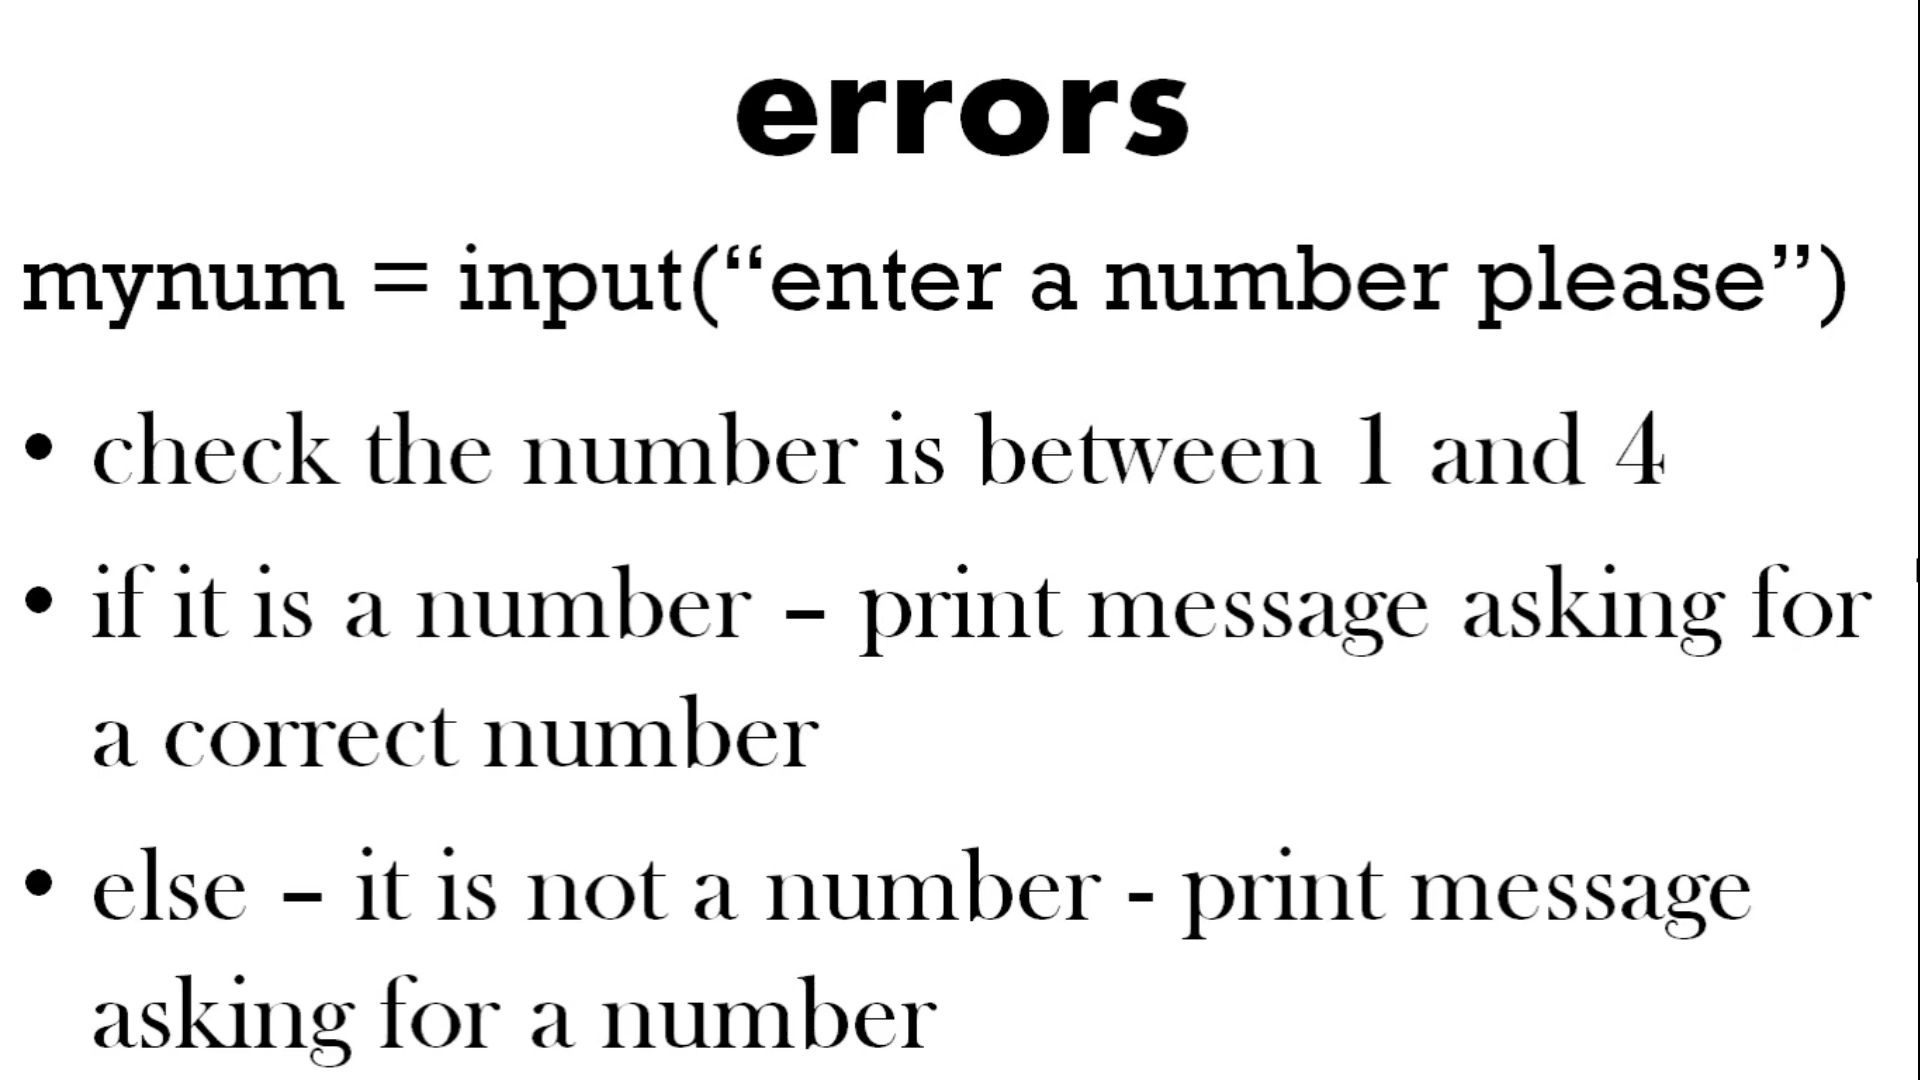 errors
mynum = input(“enter a number please”)
• check the number is between 1 and 4
• if it is a number – print message asking for
a correct number
• else – it is not a number - print message
asking for a number